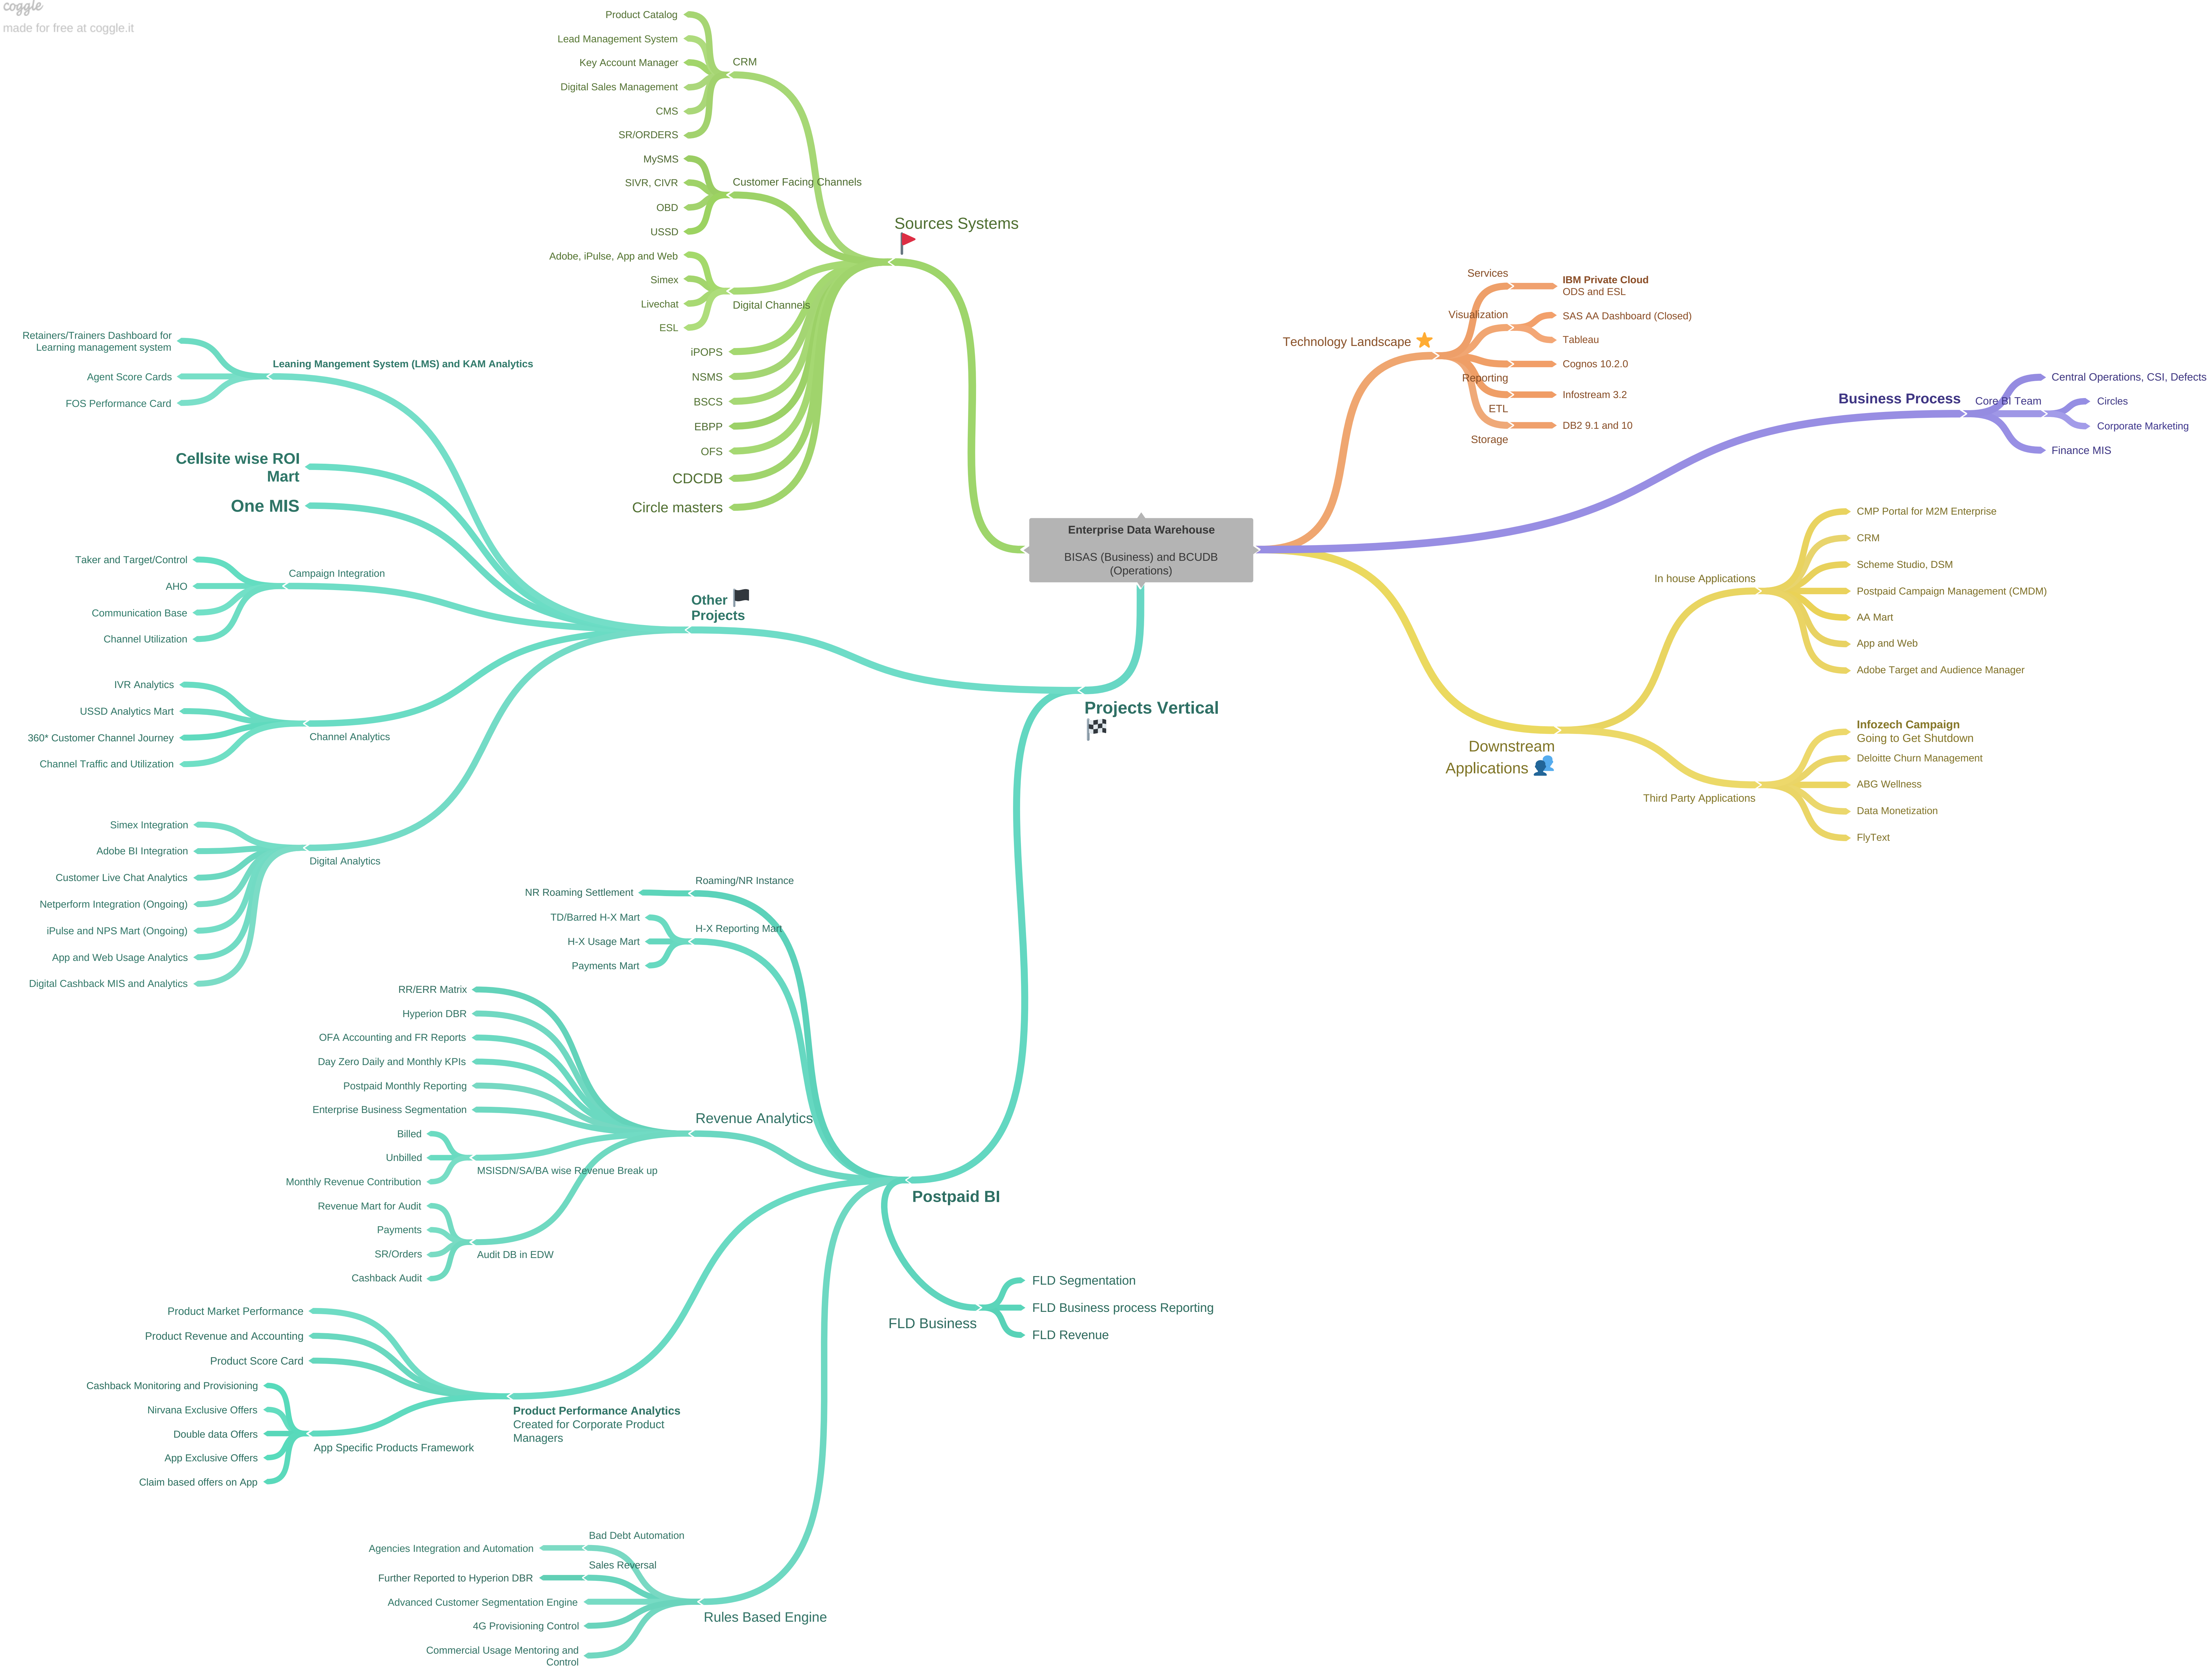 coggle
made for free at coggle.it
Enterprise Data Warehouse
BISAS (Business) and BCUDB
(Operations)
Sources Systems
CRM
Product Catalog
Lead Management System
Key Account Manager
Digital Sales Management
CMS
SR/ORDERS
Customer Facing Channels
MySMS
SIVR, CIVR
OBD
USSD
Digital Channels
Adobe, iPulse, App and Web
Simex
Livechat
ESL
iPOPS
NSMS
BSCS
EBPP
OFS
CDCDB
Circle masters
Technology Landscape
Services
IBM Private Cloud
ODS and ESL
Visualization
SAS AA Dashboard (Closed)
Tableau
Reporting
Cognos 10.2.0
ETL
Infostream 3.2
Storage
DB2 9.1 and 10
Business Process
Central Operations, CSI, Defects
Core BI Team
Circles
Corporate Marketing
Finance MIS
Downstream
Applications
In house Applications
CMP Portal for M2M Enterprise
CRM
Scheme Studio, DSM
Postpaid Campaign Management (CMDM)
AA Mart
App and Web
Adobe Target and Audience Manager
Third Party Applications
Infozech Campaign
Going to Get Shutdown
Deloitte Churn Management
ABG Wellness
Data Monetization
FlyText
Projects Vertical
Other
Projects
Leaning Mangement System (LMS) and KAM Analytics
Retainers/Trainers Dashboard for
Learning management system
Agent Score Cards
FOS Performance Card
Cellsite wise ROI
Mart
One MIS
Campaign Integration
Taker and Target/Control
AHO
Communication Base
Channel Utilization
Channel Analytics
IVR Analytics
USSD Analytics Mart
360* Customer Channel Journey
Channel Traffic and Utilization
Digital Analytics
Simex Integration
Adobe BI Integration
Customer Live Chat Analytics
Netperform Integration (Ongoing)
iPulse and NPS Mart (Ongoing)
App and Web Usage Analytics
Digital Cashback MIS and Analytics
Postpaid BI
Roaming/NR Instance
NR Roaming Settlement
H-X Reporting Mart
TD/Barred H-X Mart
H-X Usage Mart
Payments Mart
Revenue Analytics
RR/ERR Matrix
Hyperion DBR
OFA Accounting and FR Reports
Day Zero Daily and Monthly KPIs
Postpaid Monthly Reporting
Enterprise Business Segmentation
MSISDN/SA/BA wise Revenue Break up
Billed
Unbilled
Monthly Revenue Contribution
Audit DB in EDW
Revenue Mart for Audit
Payments
SR/Orders
Cashback Audit
Product Performance Analytics
Created for Corporate Product
Managers
Product Market Performance
Product Revenue and Accounting
Product Score Card
App Specific Products Framework
Cashback Monitoring and Provisioning
Nirvana Exclusive Offers
Double data Offers
App Exclusive Offers
Claim based offers on App
FLD Business
FLD Segmentation
FLD Business process Reporting
FLD Revenue
Rules Based Engine
Bad Debt Automation
Agencies Integration and Automation
Sales Reversal
Further Reported to Hyperion DBR
Advanced Customer Segmentation Engine
4G Provisioning Control
Commercial Usage Mentoring and
Control